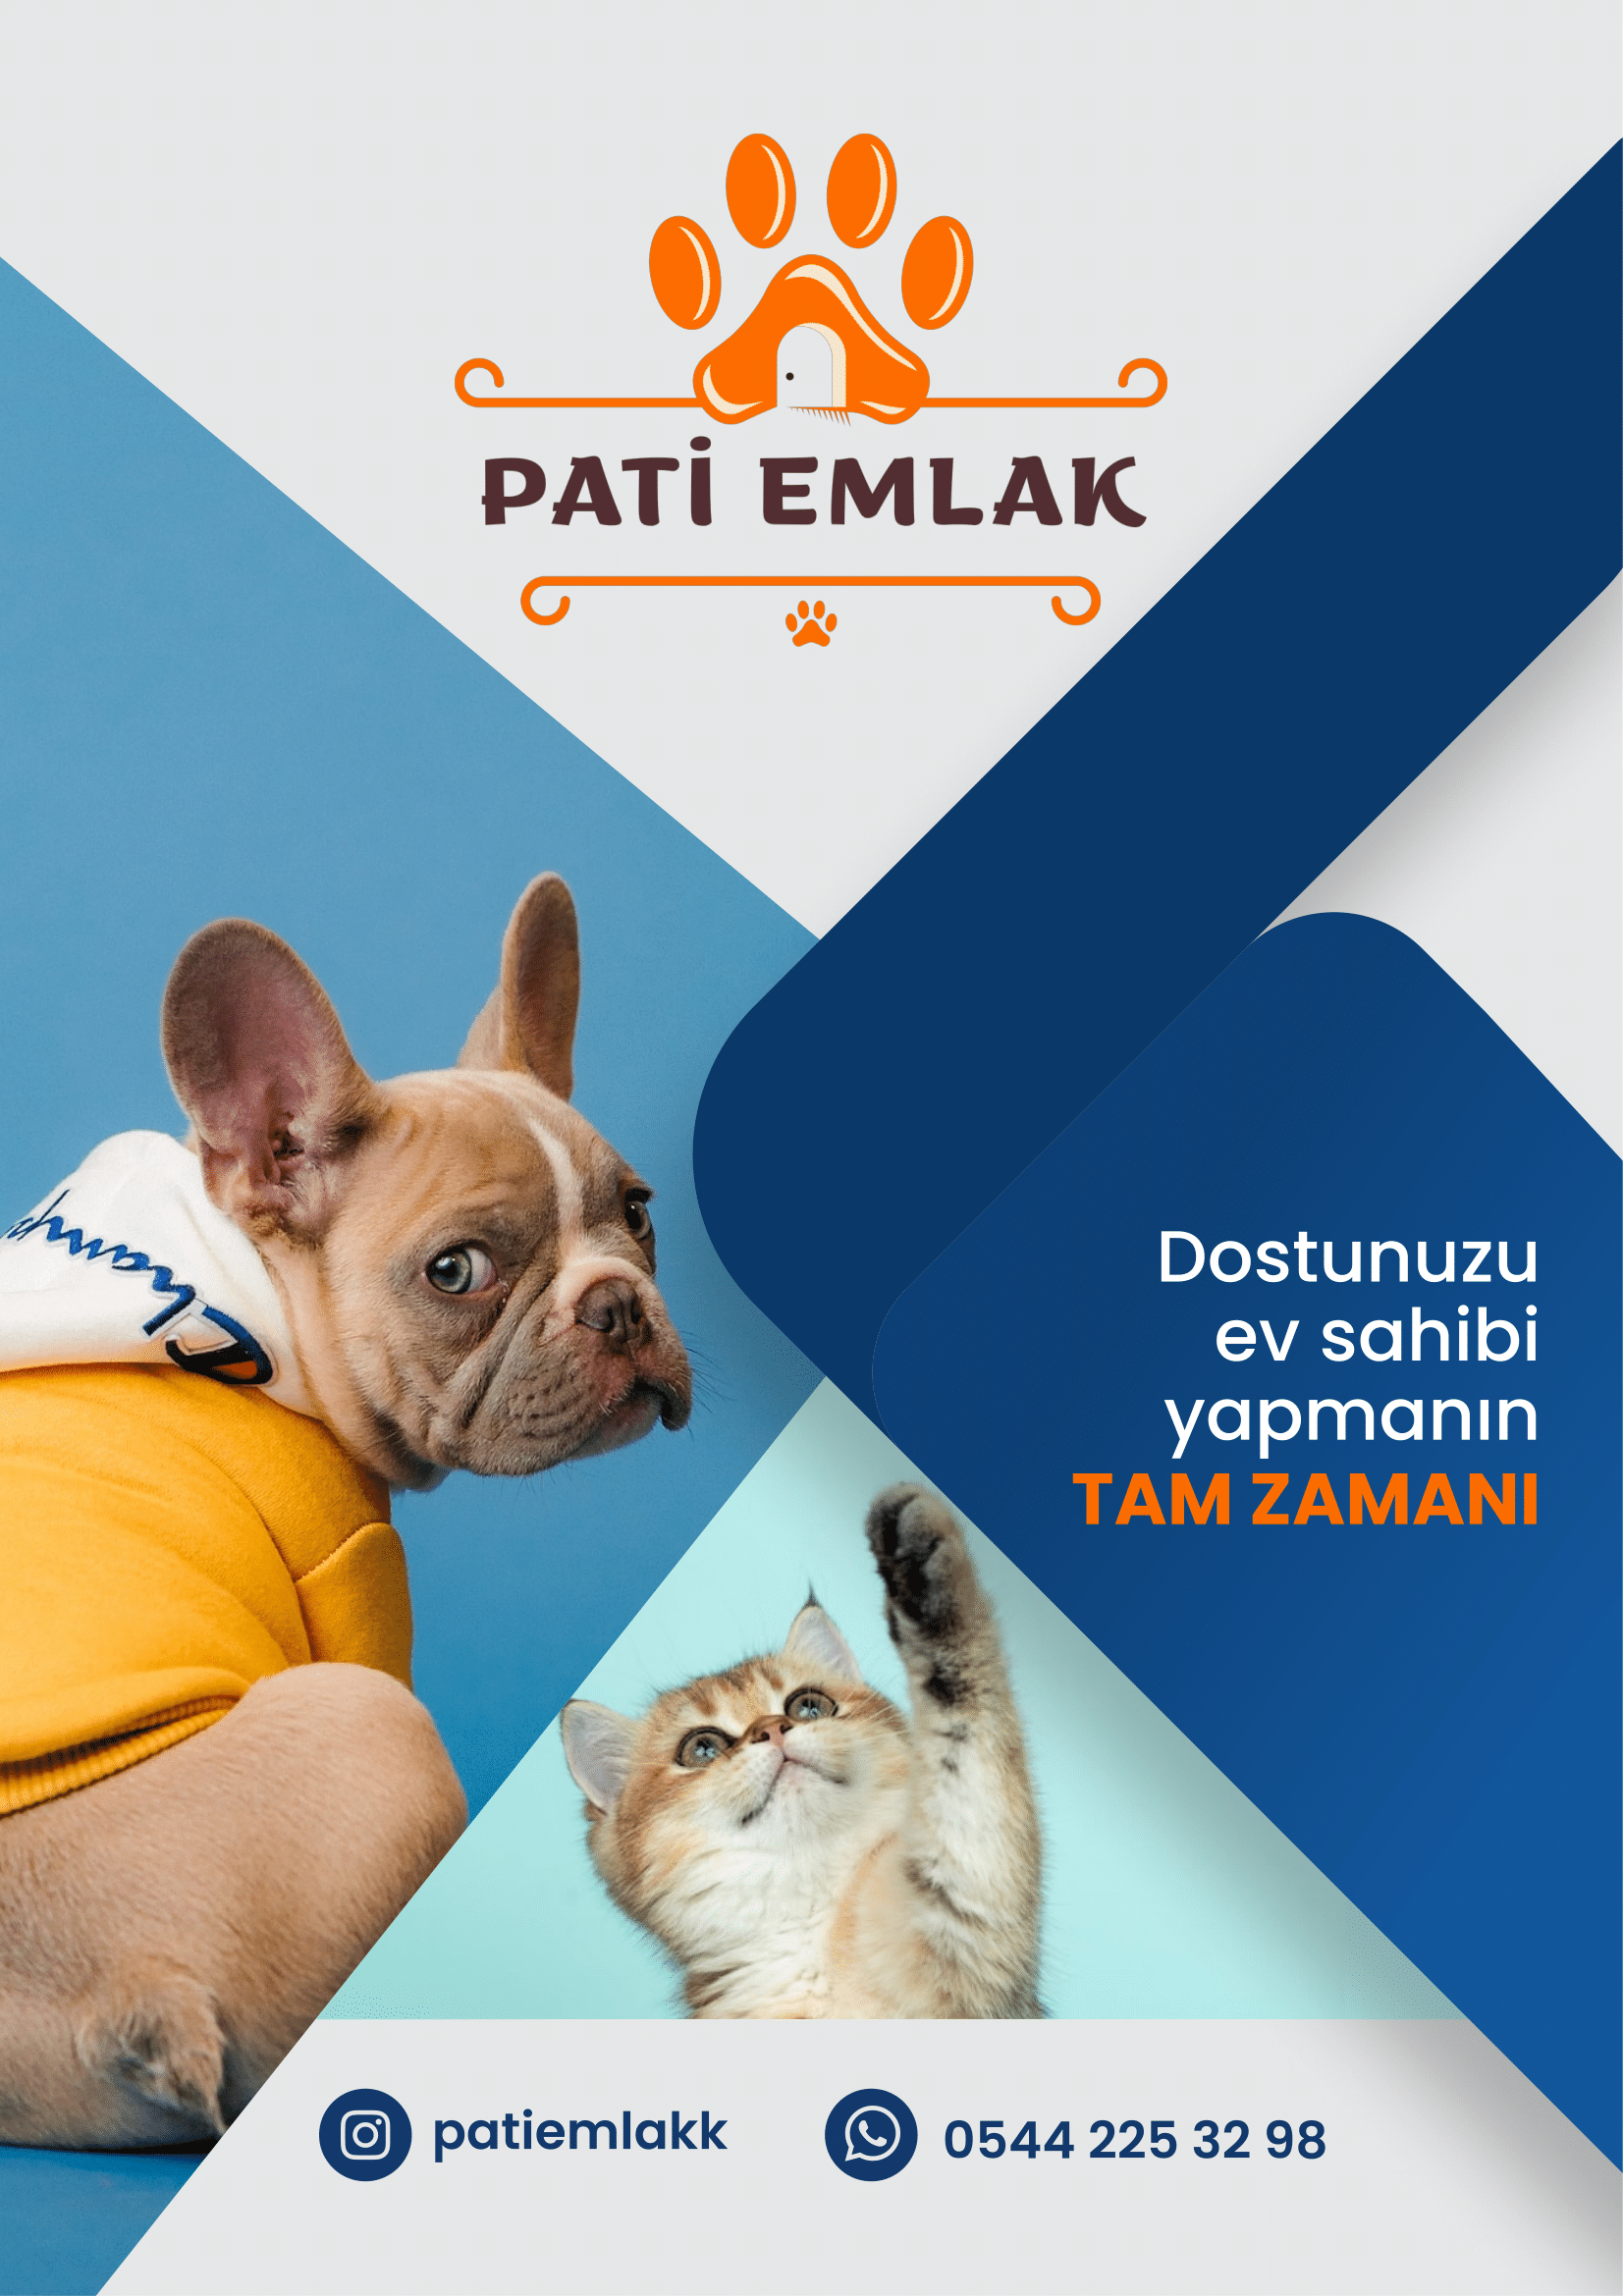 PATİ EMLAK
Dostunuzu
ev sahibi
yapmanın
TAM ZAMANI
patiemlakk
0544 225 32 98